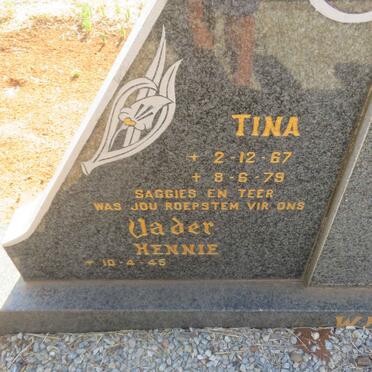 TINA
+ 2-12-67
+ 8-6-79
SAGGIES EN TEER
WAS JOU ROEPSTEM VIR ONS
Vader
HENNIE
+ 10-4-46